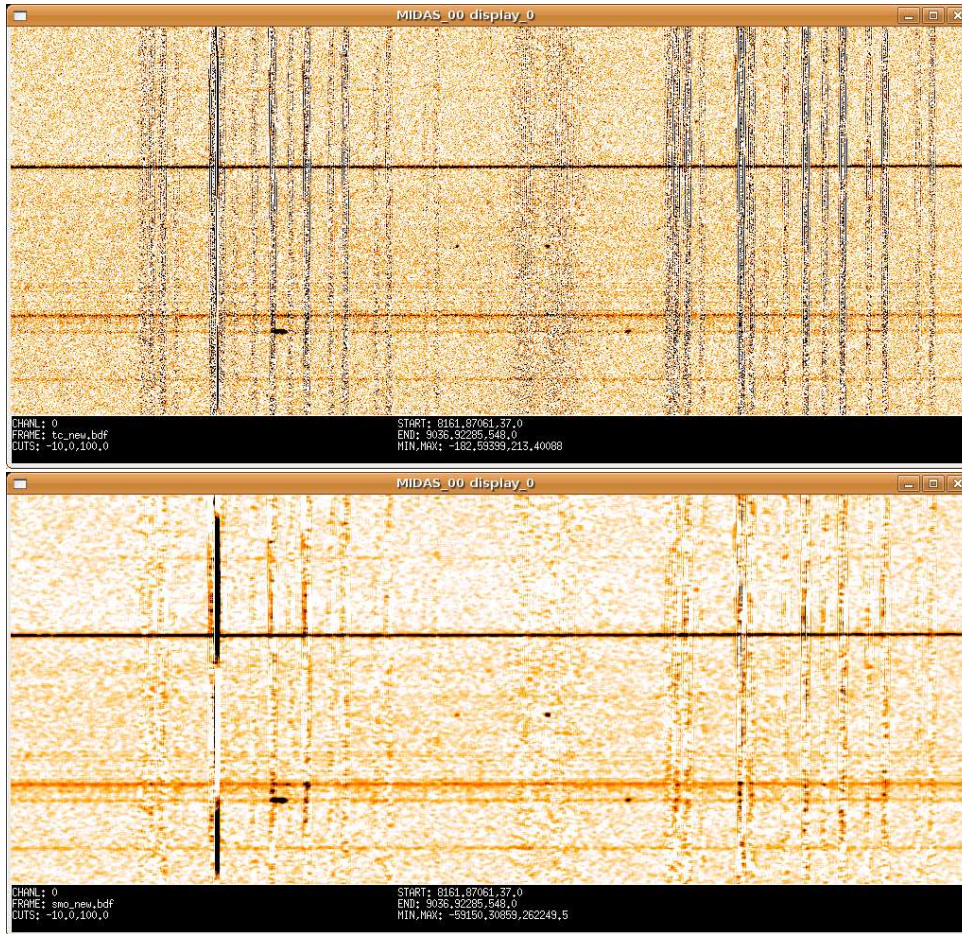 MIDAS_00 display_0
CHANL: 0
FRAME: tc_new.bdf
CUTS: -10.0,100.0
START: 8161.87061,37.0
END: 9036.92285,548.0
MIN,MAX: -182.59399,213.40088
MIDAS_00 display_0
CHANL: 0
FRAME: smo_new.bdf
CUTS: -10.0,100.0
START: 8161.87061,37.0
END: 9036.92285,548.0
MIN,MAX: -59150.30859,262249.5